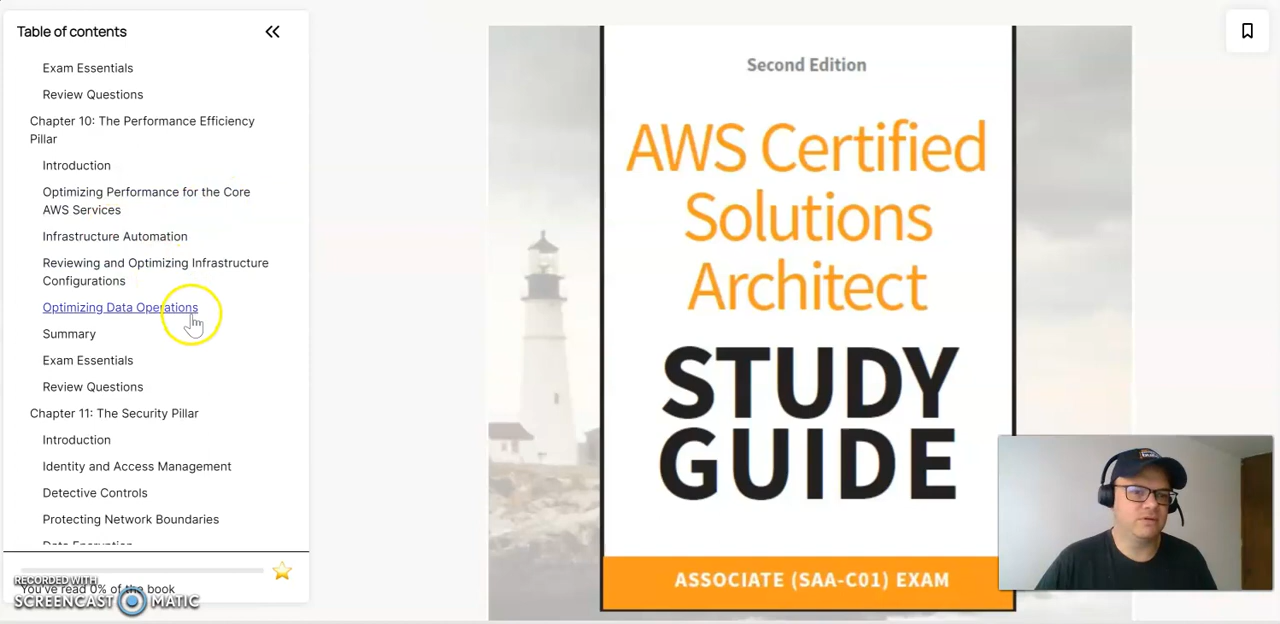 Table of contents
Exam Essentials
Review Questions
Chapter 10: The Performance Efficiency
Pillar
Introduction
Optimizing Performance for the Core
AWS Services
Infrastructure Automation
Reviewing and Optimizing Infrastructure
Configurations
Optimizing Data Operations
Summary
Exam Essentials
Review Questions
Chapter 11: The Security Pillar
Introduction
Identity and Access Management
Detective Controls
Protecting Network Boundaries
Data Encryption
You've read 0% of the book
RECORDED WITH
SCREENCAST MATIC
Second Edition
AWS Certified
Solutions
Architect
STUDY
GUIDE
ASSOCIATE (SAA-C01) EXAM